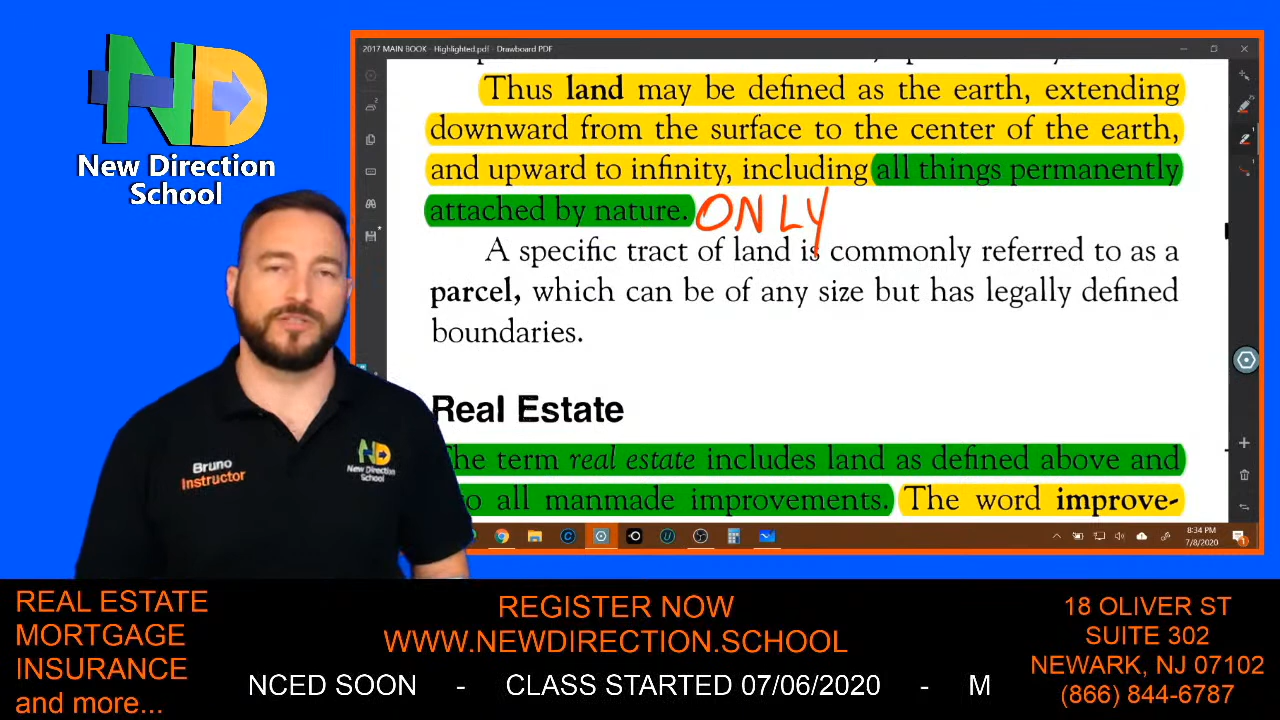 ND
New Direction
School
Bruno
Instructor
ND
New Direction
School
2017 MAIN BOOK - Highlighted.pdf - Drawboard PDF
Thus land may be defined as the earth, extending
downward from the surface to the center of the earth,
and upward to infinity, including all things permanently
attached by nature. ONLY
A specific tract of land is commonly referred to as a
parcel, which can be of any size but has legally defined
boundaries.
Real Estate
he term real estate includes land as defined above and
o all manmade improvements. The word improve-
8:34 PM
7/8/2020
REAL ESTATE
MORTGAGE
INSURANCE
and more...
REGISTER NOW
WWW.NEWDIRECTION.SCHOOL
NCED SOON - CLASS STARTED 07/06/2020 - M
18 OLIVER ST
SUITE 302
NEWARK, NJ 07102
(866) 844-6787